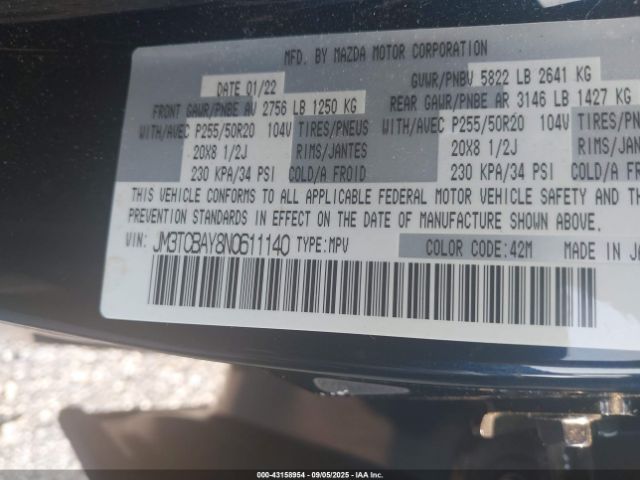 MFD. BY MAZDA MOTOR CORPORATION
DATE 01/22 GVWR/PNBV 5822 LB 2641 KG
FRONT GAWR/PNBE AV 2756 LB 1250 KG REAR GAWR/PNBE AR 3146 LB 1427 KG
WITH/AVEC P255/50R20 104V TIRES/PNEUS WITH/AVEC P255/50R20 104V TIRES/PNEU
20X8 1/2J RIMS/JANTES 20X8 1/2J RIMS/JANTE
230 KPA/34 PSI COLD/A FROID 230 KPA/34 PSI COLD/A FRO
THIS VEHICLE CONFORMS TO ALL APPLICABLE FEDERAL MOTOR VEHICLE SAFETY AND THE
PREVENTION STANDARDS IN EFFECT ON THE DATE OF MANUFACTURE SHOWN ABOVE.
VIN: JM3TCBAY8N0611140 TYPE:MPV COLOR CODE:42M MADE IN JA
000-43158954 - 09/05/2025 - IAA Inc.